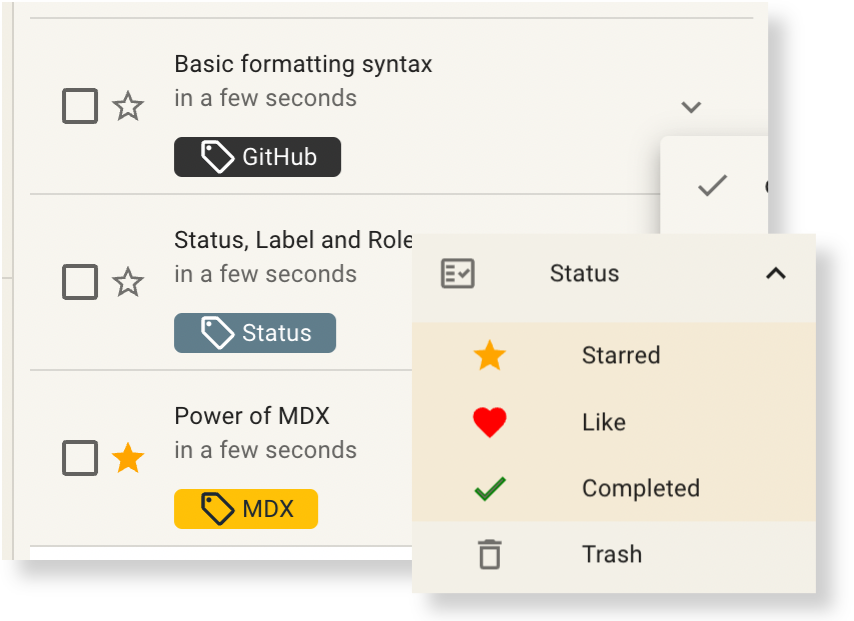 Basic formatting syntax
in a few seconds
GitHub
Status, Label and Role
in a few seconds
Status
Power of MDX
in a few seconds
MDX
Status
Starred
Like
Completed
Trash